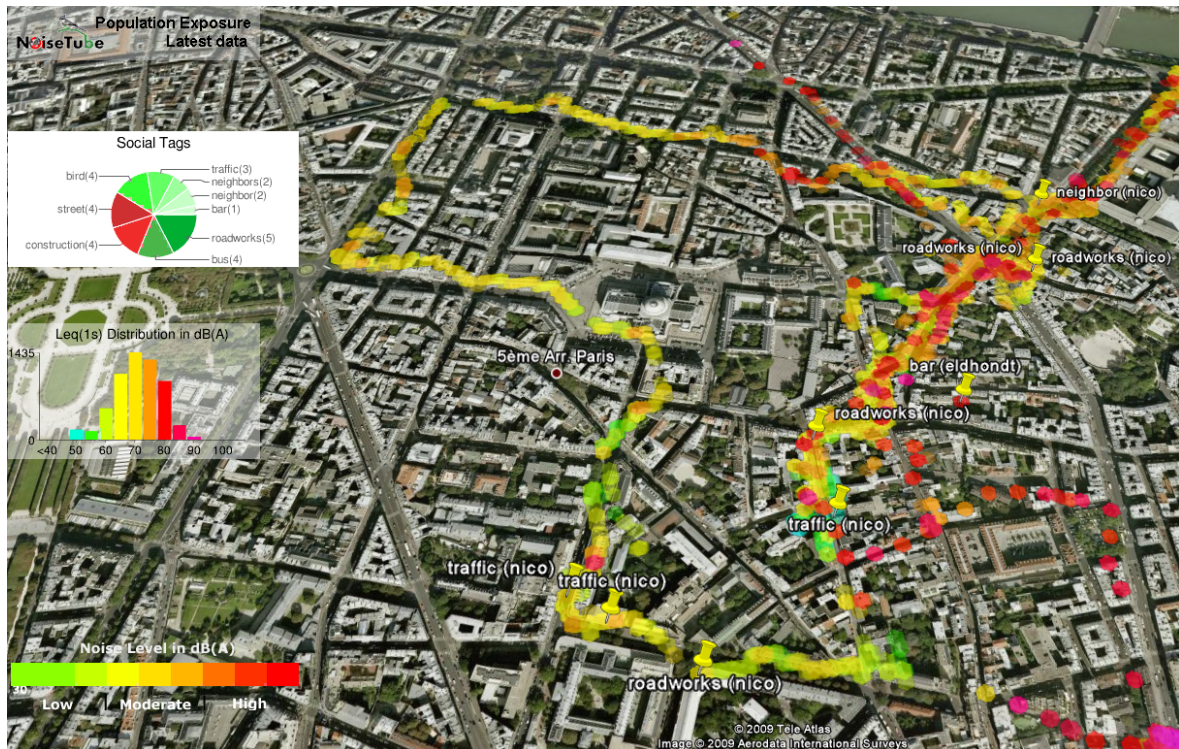 NoiseTube
Population Exposure
Latest data
Social Tags
bird(4)
traffic(3)
neighbors(2)
neighbor(2)
street(4)
bar(1)
roadworks(5)
construction(4)
bus(4)
Leq(1s) Distribution in dB(A)
1435
0
<40 50 60 70 80 90 100
neighbor (nico)
roadworks (nico)
roadworks (nico)
5ème Arr. Paris
bar (eldhondt)
roadworks (nico)
traffic (nico)
traffic (nico)
traffic (nico)
roadworks (nico)
Noise Level in dB(A)
30
Low Moderate High
© 2009 Tele Atlas
Image © 2009 Aerodata International Surveys